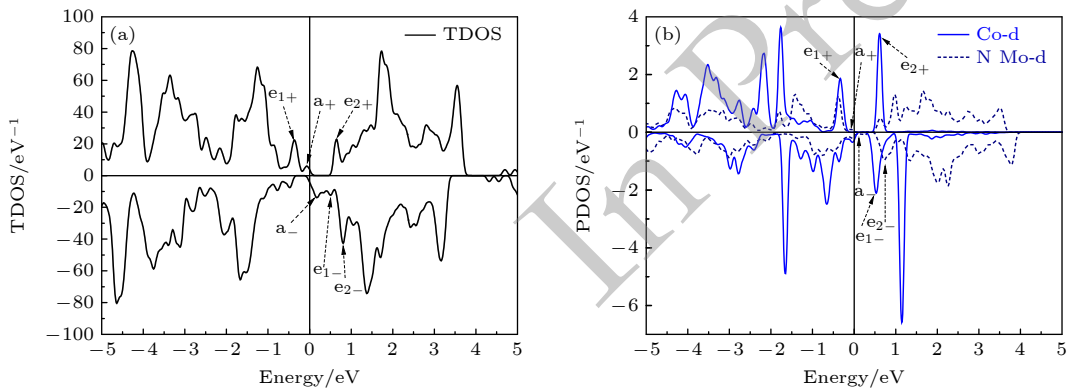 (a)
TDOS
e1+
a+
e2+
a−
e1−
e2−
100
80
60
40
20
0
−20
−40
−60
−80
−100
TDOS/eV−1
−5 −4 −3 −2 −1 0 1 2 3 4 5
Energy/eV
(b)
Co-d
N Mo-d
e1+
a+
e2+
a−
e2−
e1−
4
2
0
−2
−4
−6
PDOS/eV−1
−5 −4 −3 −2 −1 0 1 2 3 4 5
Energy/eV
In Pre